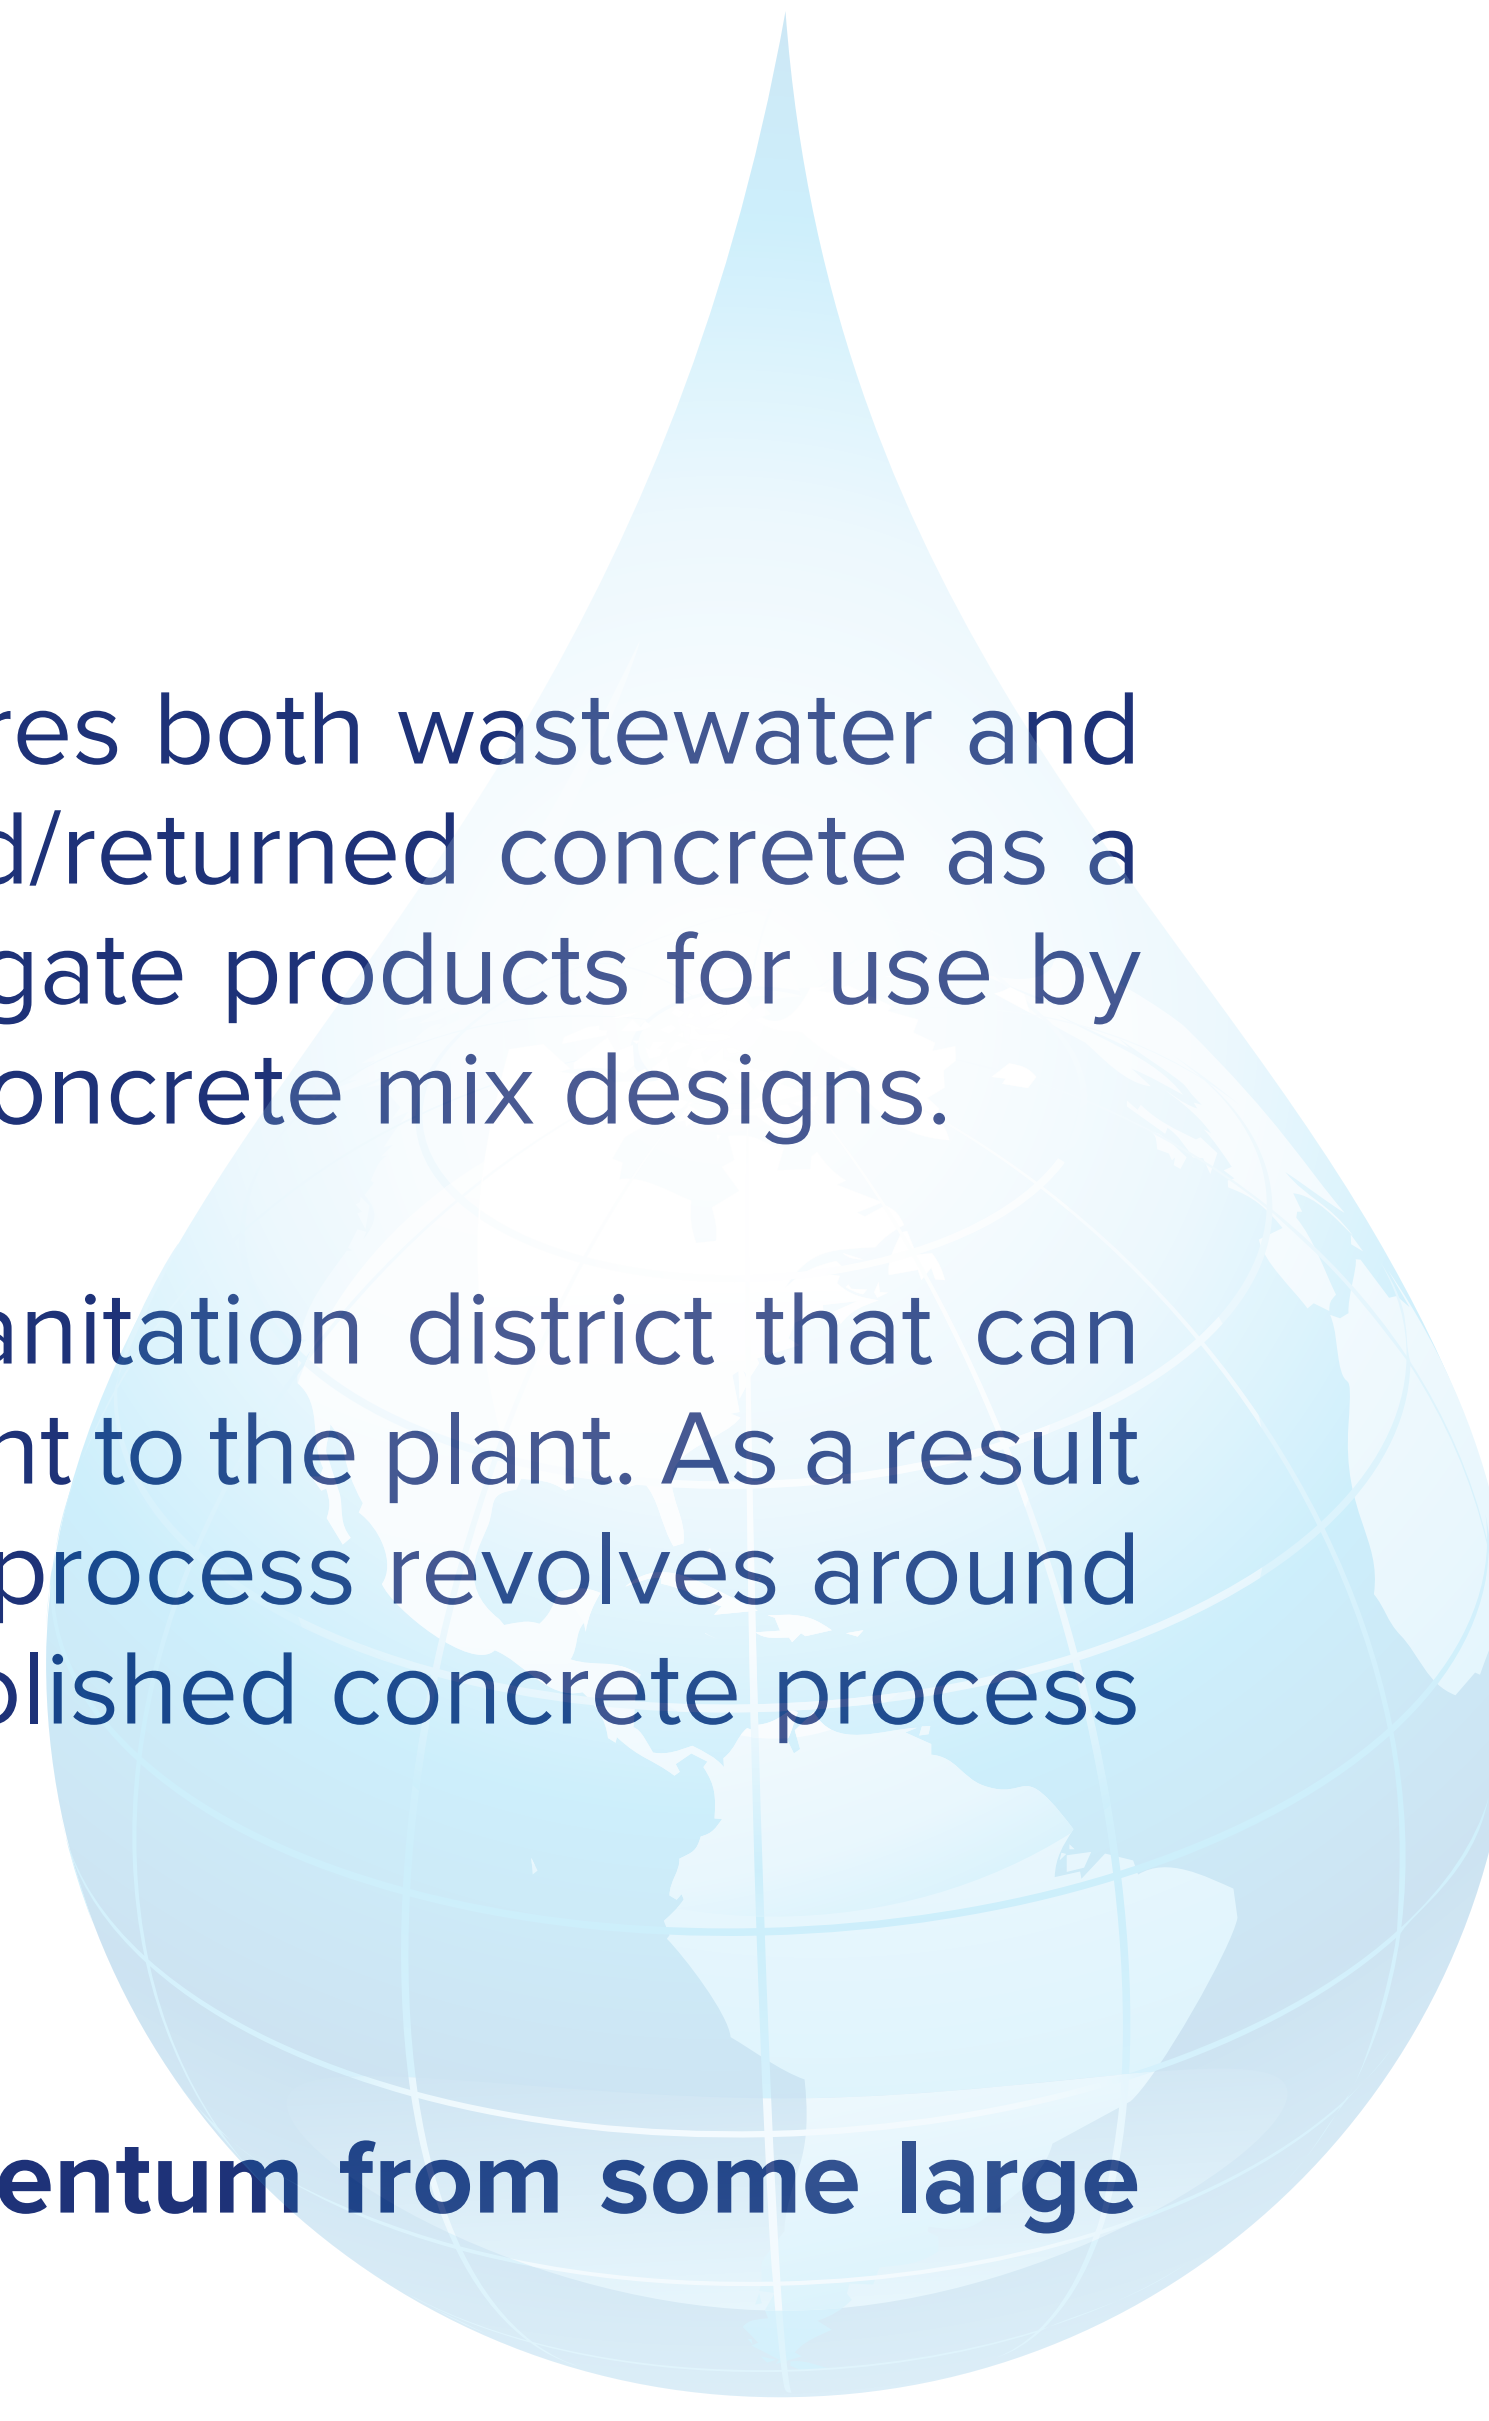 res both wastewater and
d/returned concrete as a
gate products for use by
oncrete mix designs.
anitation district that can
nt to the plant. As a result
process revolves around
olished concrete process
entum from some large